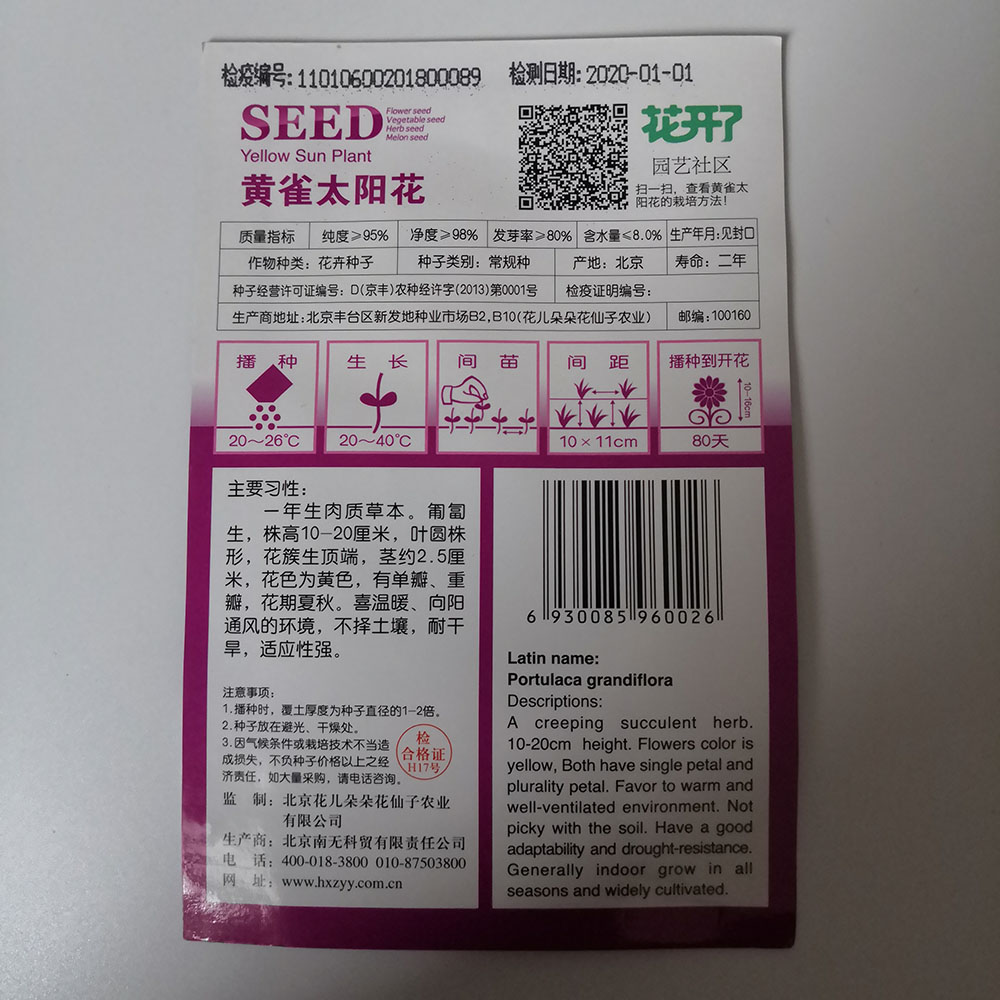 检疫编号:11010600201800089 检测日期:2020-01-01
SEED
Flower seed
Vegetable seed
Herb seed
Melon seed
Yellow Sun Plant
黄雀太阳花
花开了
园艺社区
扫一扫，查看黄雀太
阳花的栽培方法！
质量指标 纯度≥95% 净度≥98% 发芽率≥80% 含水量≤8.0% 生产年月:见封口
作物种类：花卉种子 种子类别：常规种 产地：北京 寿命：二年
种子经营许可证编号：D(京丰)农种经许字(2013)第0001号 检疫证明编号：
生产商地址:北京丰台区新发地种业市场B2,B10(花儿朵朵花仙子农业) 邮编:100160
播种 生长 间苗 间距 播种到开花
10-16cm
20～26℃ 20～40℃ 10×11cm 80天
主要习性：
一年生肉质草本。匍匐
生，株高10-20厘米，叶圆株
形，花簇生顶端，茎约2.5厘
米，花色为黄色，有单瓣、重
瓣，花期夏秋。喜温暖、向阳
通风的环境，不择土壤，耐干
旱，适应性强。
注意事项：
1.播种时，覆土厚度为种子直径的1-2倍。
2.种子放在避光、干燥处。
3.因气候条件或栽培技术不当造
成损失，不负种子价格以上之经
济责任，如大量采购，请电话咨询。
检
合格证
H17号
监 制：北京花儿朵朵花仙子农业
有限公司
生产商：北京南无科贸有限责任公司
电 话：400-018-3800 010-87503800
网 址：www.hxzyy.com.cn
6 930085 960026
Latin name:
Portulaca grandiflora
Descriptions:
A creeping succulent herb.
10-20cm height. Flowers color is
yellow, Both have single petal and
plurality petal. Favor to warm and
well-ventilated environment. Not
picky with the soil. Have a good
adaptability and drought-resistance.
Generally indoor grow in all
seasons and widely cultivated.